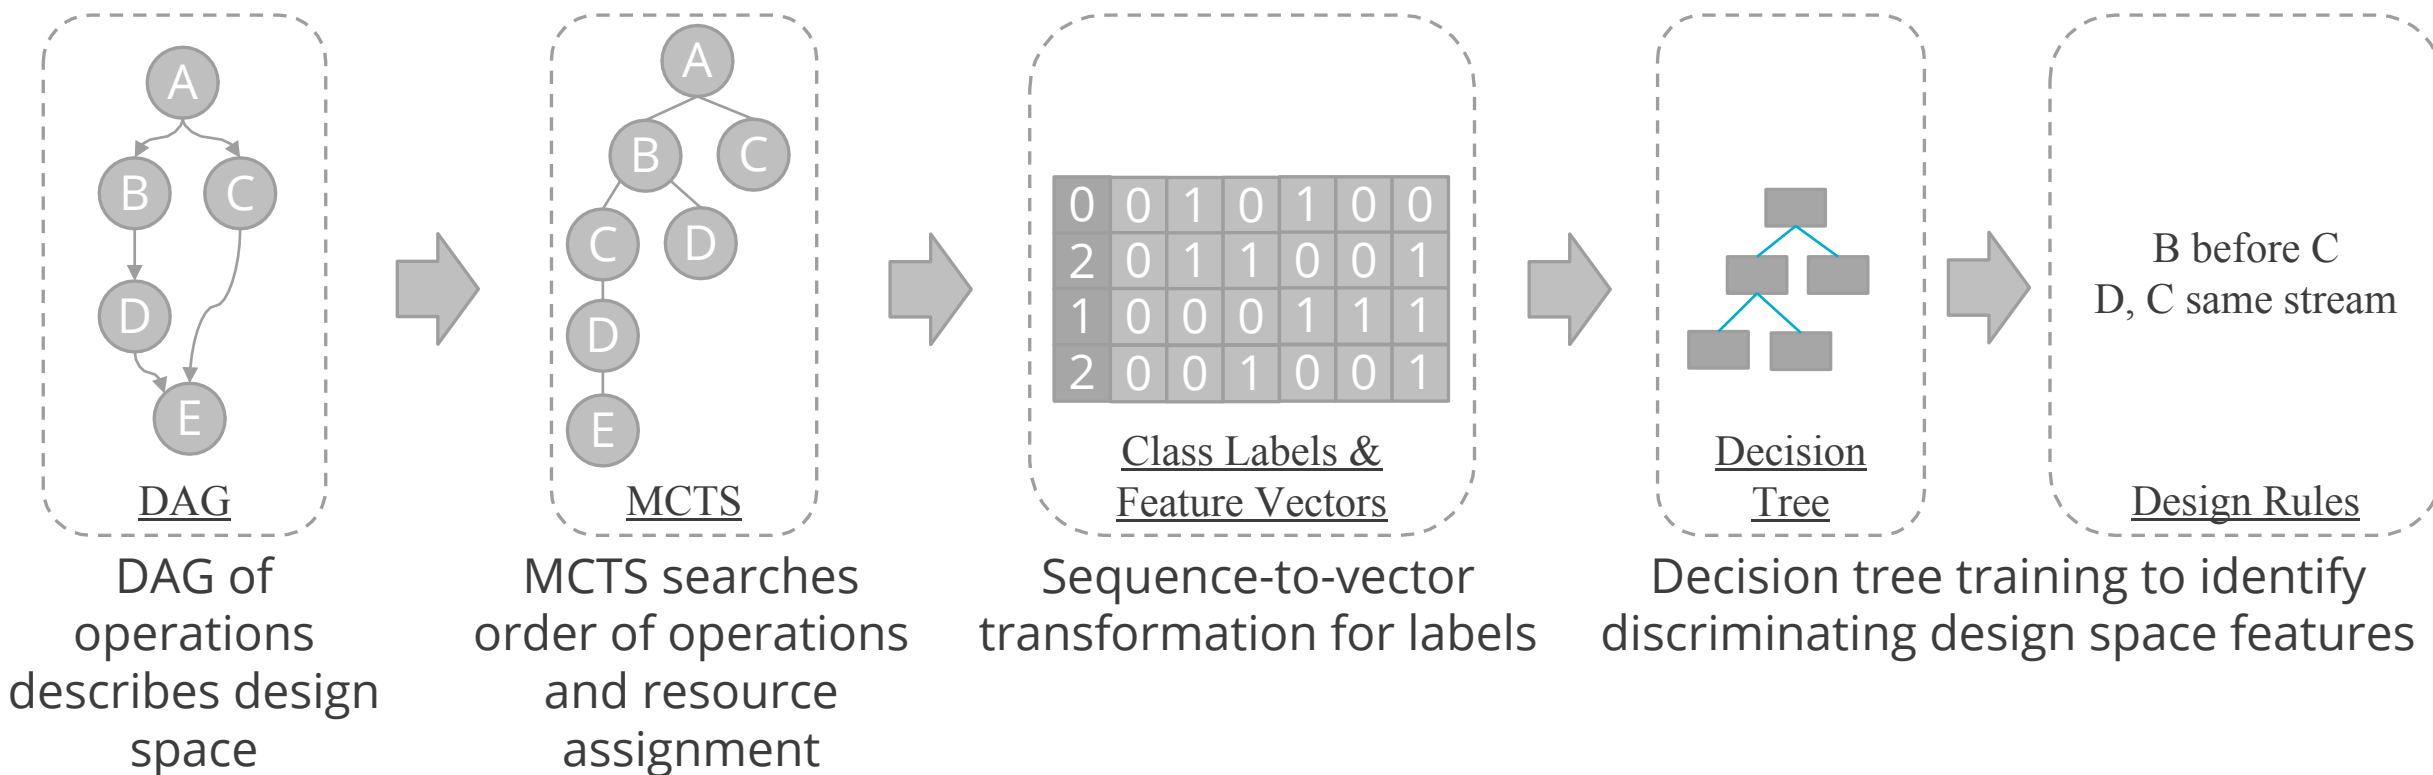 A
B
C
D
E
DAG
DAG of
operations
describes design
space
A
B
C
C
D
D
E
MCTS
MCTS searches
order of operations
and resource
assignment
0 0 1 0 1 0 0
2 0 1 1 0 0 1
1 0 0 0 1 1 1
2 0 0 1 0 0 1
Class Labels &
Feature Vectors
Sequence-to-vector
transformation for labels
Decision
Tree
B before C
D, C same stream
Design Rules
Decision tree training to identify
discriminating design space features